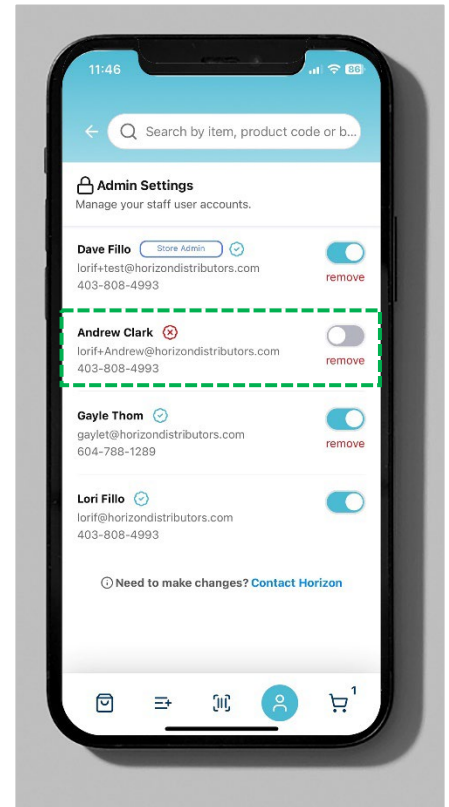 11:46
86
Search by item, product code or b...
Admin Settings
Manage your staff user accounts.
Dave Fillo Store Admin
lorif+test@horizondistributors.com
403-808-4993
remove
Andrew Clark
lorif+Andrew@horizondistributors.com
403-808-4993
remove
Gayle Thom
gaylet@horizondistributors.com
604-788-1289
remove
Lori Fillo
lorif@horizondistributors.com
403-808-4993
Need to make changes? Contact Horizon
1